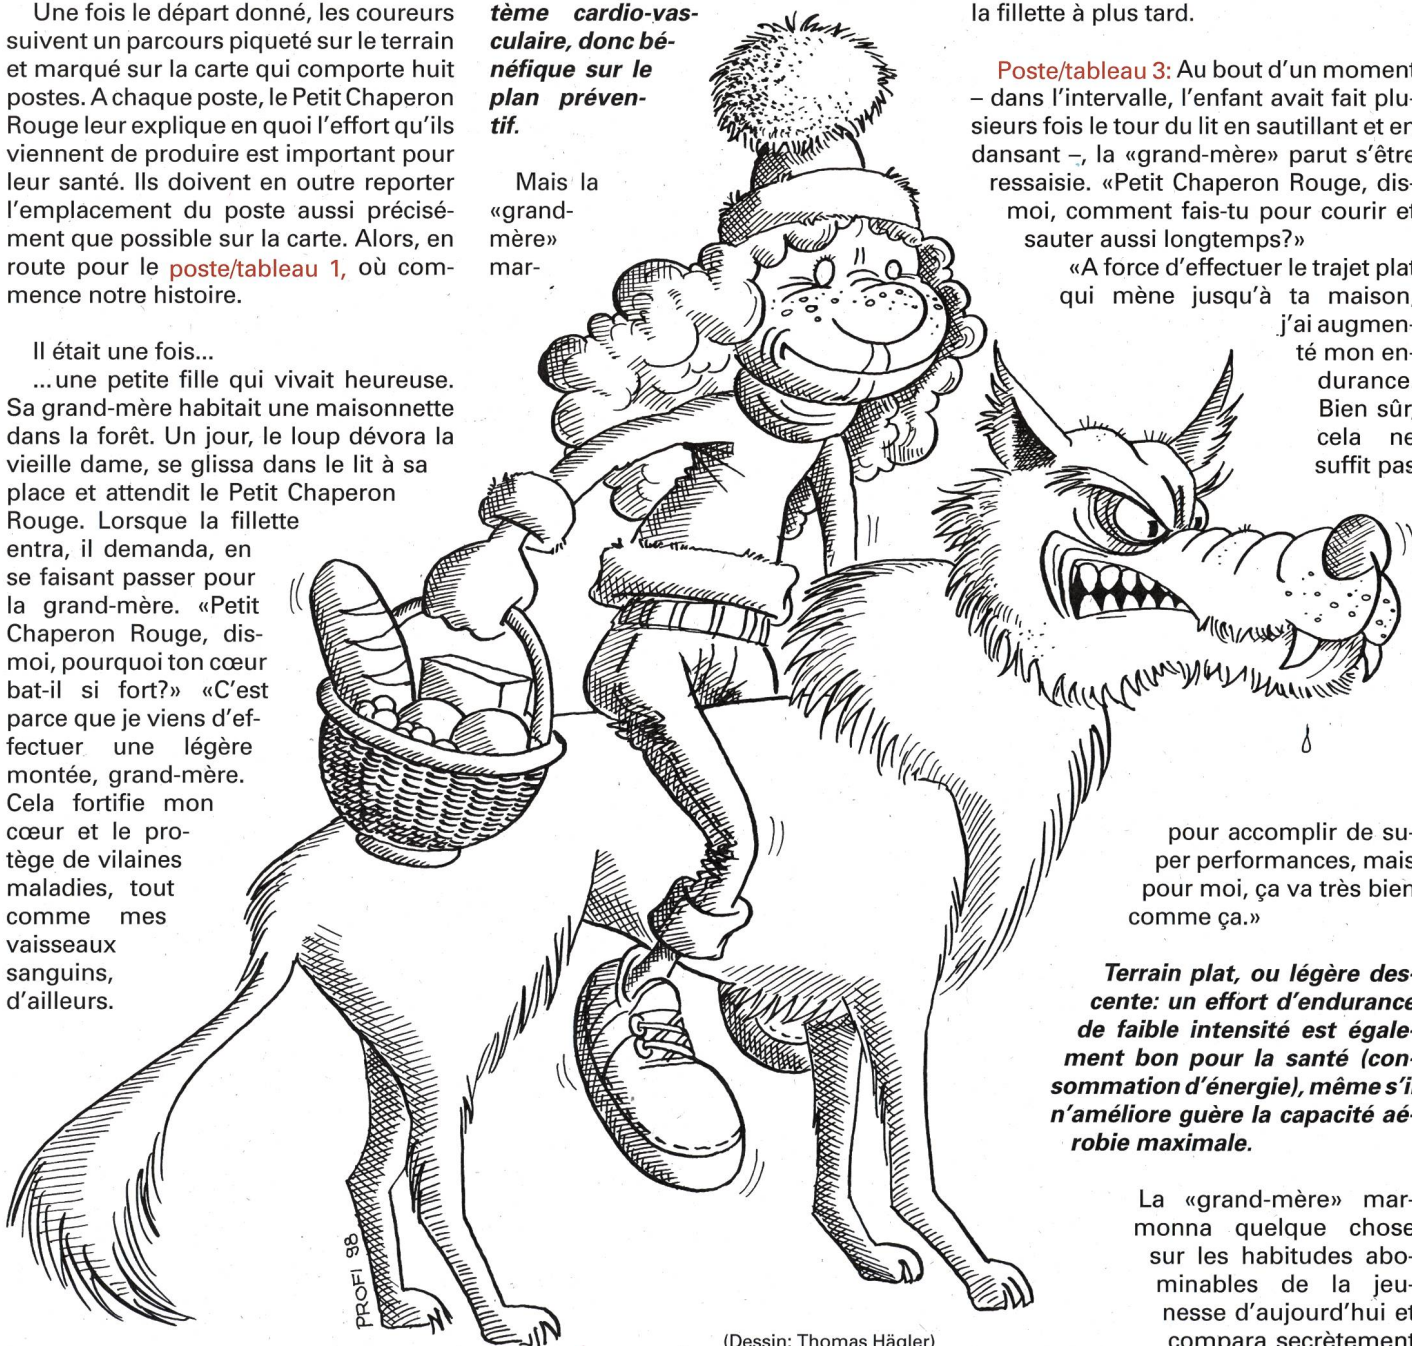 Une fois le départ donné, les coureurs
suivent un parcours piqueté sur le terrain
et marqué sur la carte qui comporte huit
postes. A chaque poste, le Petit Chaperon
Rouge leur explique en quoi l'effort qu'ils
viennent de produire est important pour
leur santé. Ils doivent en outre reporter
l'emplacement du poste aussi précisé-
ment que possible sur la carte. Alors, en
route pour le poste/tableau 1, où com-
mence notre histoire.
Il était une fois...
...une petite fille qui vivait heureuse.
Sa grand-mère habitait une maisonnette
dans la forêt. Un jour, le loup dévora la
vieille dame, se glissa dans le lit à sa
place et attendit le Petit Chaperon
Rouge. Lorsque la fillette
entra, il demanda, en
se faisant passer pour
la grand-mère. «Petit
Chaperon Rouge, dis-
moi, pourquoi ton cœur
bat-il si fort?» «C'est
parce que je viens d'ef-
fectuer une légère
montée, grand-mère.
Cela fortifie mon
cœur et le pro-
tège de vilaines
maladies, tout
comme mes
vaisseaux
sanguins,
d'ailleurs.
tème cardio-vas-
culaire, donc bé-
néfique sur le
plan préven-
tif.
Mais la
«grand-
mère»
mar-
la fillette à plus tard.
Poste/tableau 3: Au bout d'un moment
– dans l'intervalle, l'enfant avait fait plu-
sieurs fois le tour du lit en sautillant et en
dansant –, la «grand-mère» parut s'être
ressaisie. «Petit Chaperon Rouge, dis-
moi, comment fais-tu pour courir et
sauter aussi longtemps?»
«A force d'effectuer le trajet plat
qui mène jusqu'à ta maison,
j'ai augmen-
té mon en-
durance.
Bien sûr,
cela ne
suffit pas
pour accomplir de su-
per performances, mais
pour moi, ça va très bien
comme ça.»
Terrain plat, ou légère des-
cente: un effort d'endurance
de faible intensité est égale-
ment bon pour la santé (con-
sommation d'énergie), même s'il
n'améliore guère la capacité aé-
robie maximale.
La «grand-mère» mar-
monna quelque chose
sur les habitudes abo-
minables de la jeu-
nesse d'aujourd'hui et
compara secrètement
PROFI 98
(Dessin: Thomas Hägler)